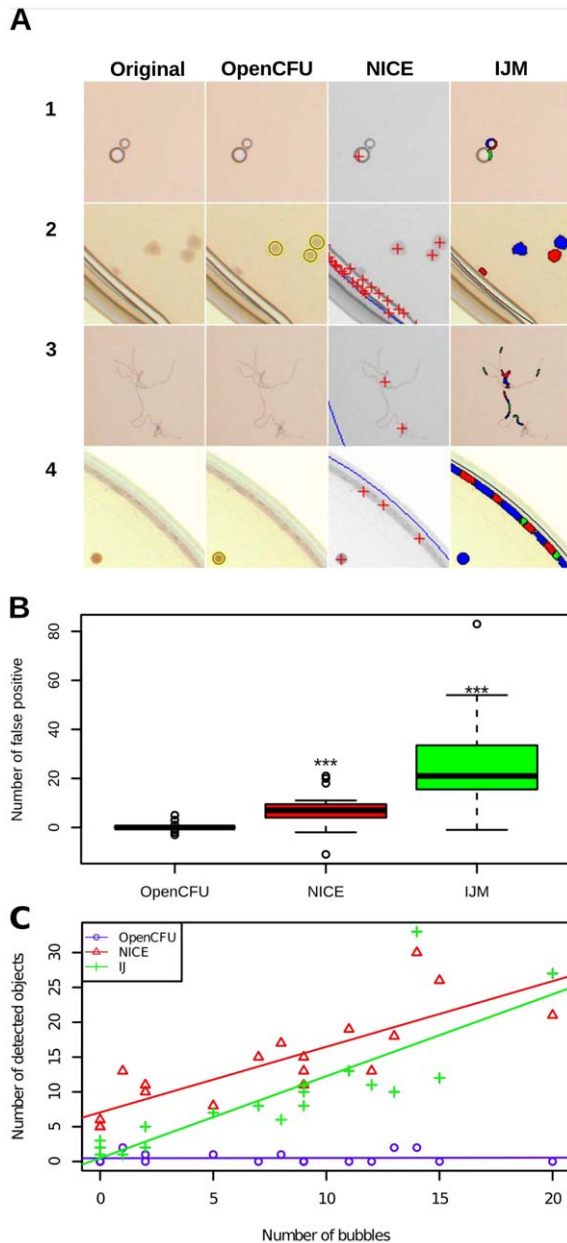 A
Original OpenCFU NICE IJM
1
2
3
4
B
Number of false positive
80
60
40
20
0
***
***
OpenCFU NICE IJM
C
Number of detected objects
OpenCFU
NICE
IJ
30
25
20
15
10
5
0
0 5 10 15 20
Number of bubbles